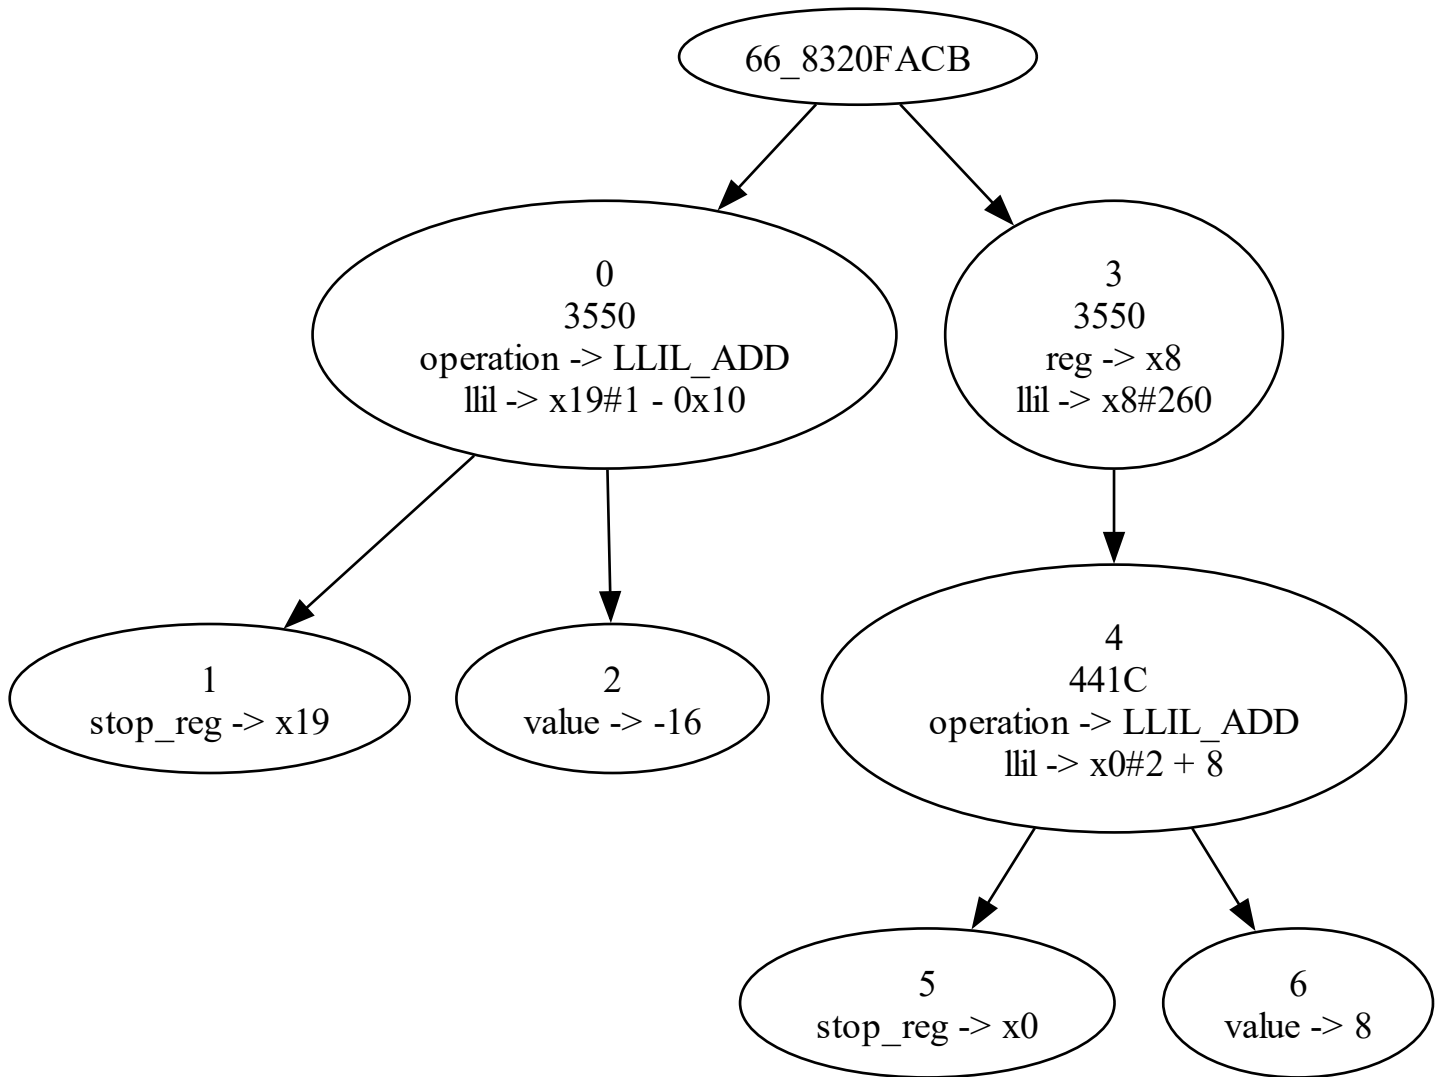 66_8320FACB
0
3550
operation -> LLIL_ADD
llil -> x19#1 - 0x10
3
3550
reg -> x8
llil -> x8#260
1
stop_reg -> x19
2
value -> -16
4
441C
operation -> LLIL_ADD
llil -> x0#2 + 8
5
stop_reg -> x0
6
value -> 8